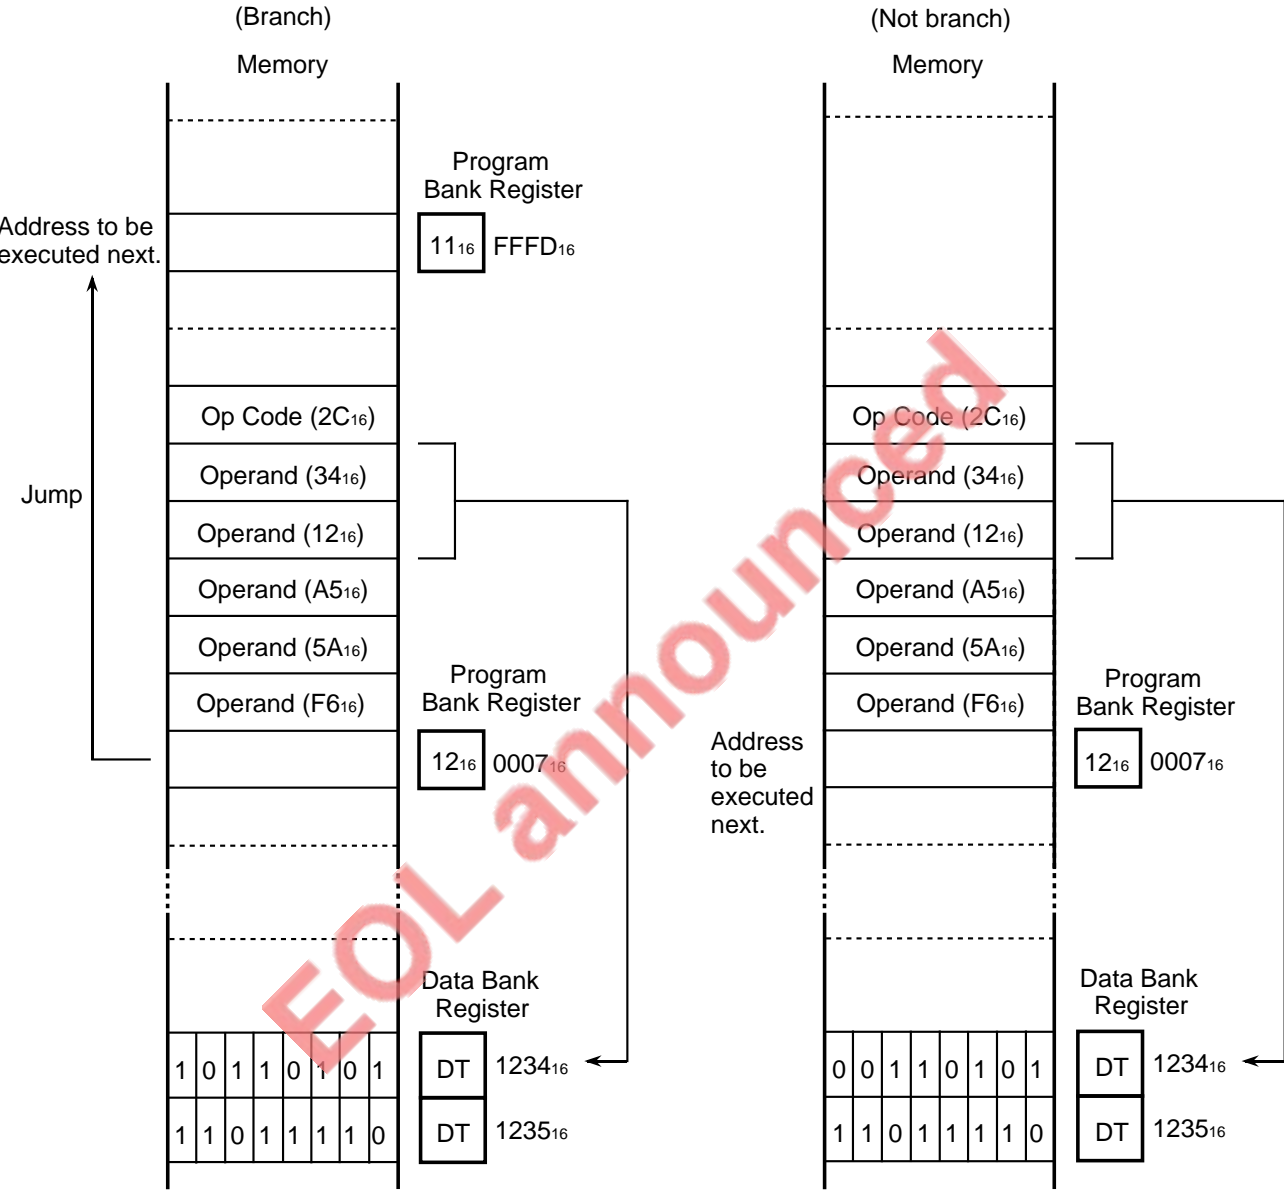 (Branch)
Memory
Program
Bank Register
1116 FFFD16
Address to be
executed next.
Jump
Op Code (2C16)
Operand (3416)
Operand (1216)
Operand (A516)
Operand (5A16)
Operand (F616)
Program
Bank Register
1216 000716
Data Bank
Register
1 0 1 1 0 1 0 1
DT 123416
1 1 0 1 1 1 1 0
DT 123516
(Not branch)
Memory
Op Code (2C16)
Operand (3416)
Operand (1216)
Operand (A516)
Operand (5A16)
Operand (F616)
Program
Bank Register
1216 000716
Address
to be
executed
next.
Data Bank
Register
0 0 1 1 0 1 0 1
DT 123416
1 1 0 1 1 1 1 0
DT 123516
EOL announced